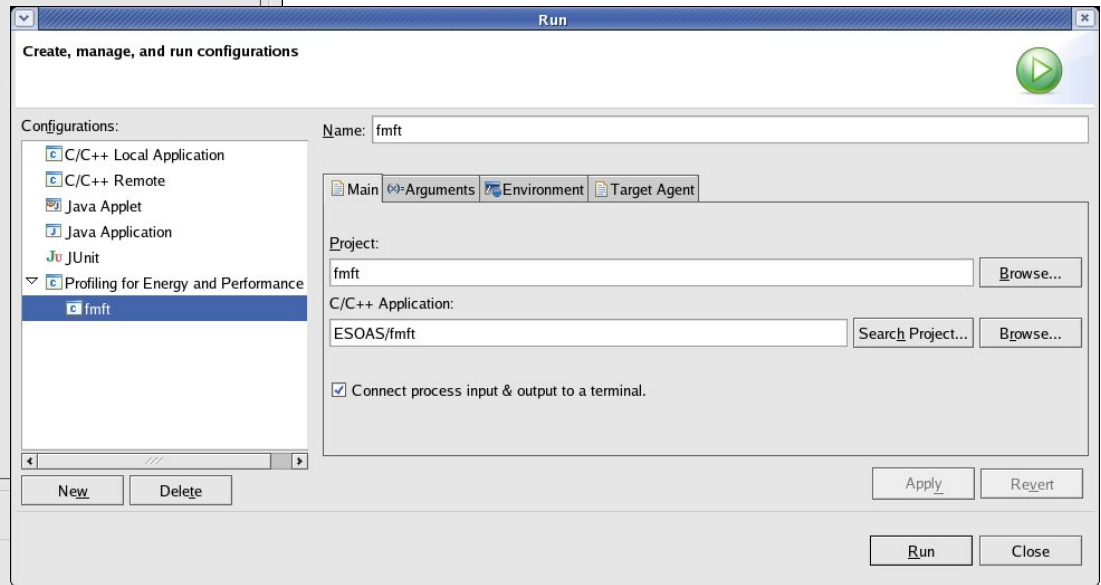 Run
Create, manage, and run configurations
Configurations:
C/C++ Local Application
C/C++ Remote
Java Applet
Java Application
Ju JUnit
Profiling for Energy and Performance
fmft
New
Delete
Name: fmft
Main (x)= Arguments Environment Target Agent
Project:
fmft Browse...
C/C++ Application:
ESOAS/fmft Search Project... Browse...
Connect process input & output to a terminal.
Apply Revert
Run Close